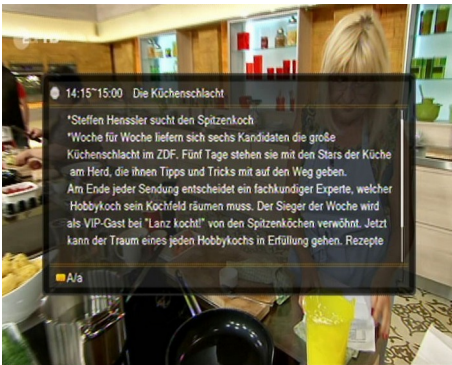 14:15~15:00 Die Küchenschlacht
*Steffen Henssler sucht den Spitzenkoch
*Woche für Woche liefern sich sechs Kandidaten die große
Küchenschlacht im ZDF. Fünf Tage stehen sie mit den Stars der Küche
am Herd, die ihnen Tipps und Tricks mit auf den Weg geben.
Am Ende jeder Sendung entscheidet ein fachkundiger Experte, welcher
Hobbykoch sein Kochfeld räumen muss. Der Sieger der Woche wird
als VIP-Gast bei "Lanz kocht!" von den Spitzenköchen verwöhnt. Jetzt
kann der Traum eines jeden Hobbykochs in Erfüllung gehen. Rezepte
A/a